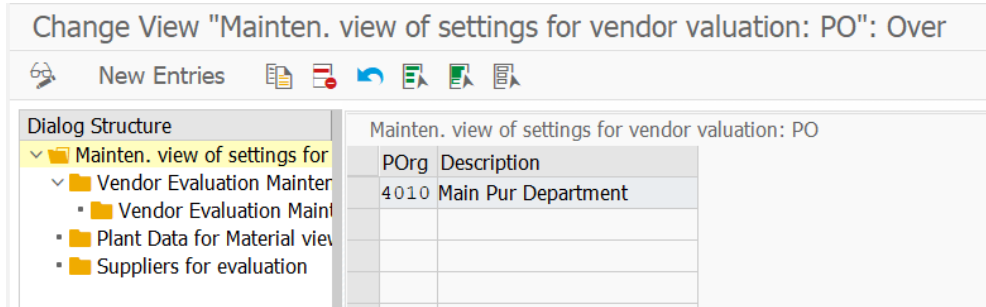 Change View "Mainten. view of settings for vendor valuation: PO": Over
New Entries
Dialog Structure
Mainten. view of settings for
Vendor Evaluation Mainten
Vendor Evaluation Maint
Plant Data for Material view
Suppliers for evaluation
Mainten. view of settings for vendor valuation: PO
POrg Description
4010 Main Pur Department